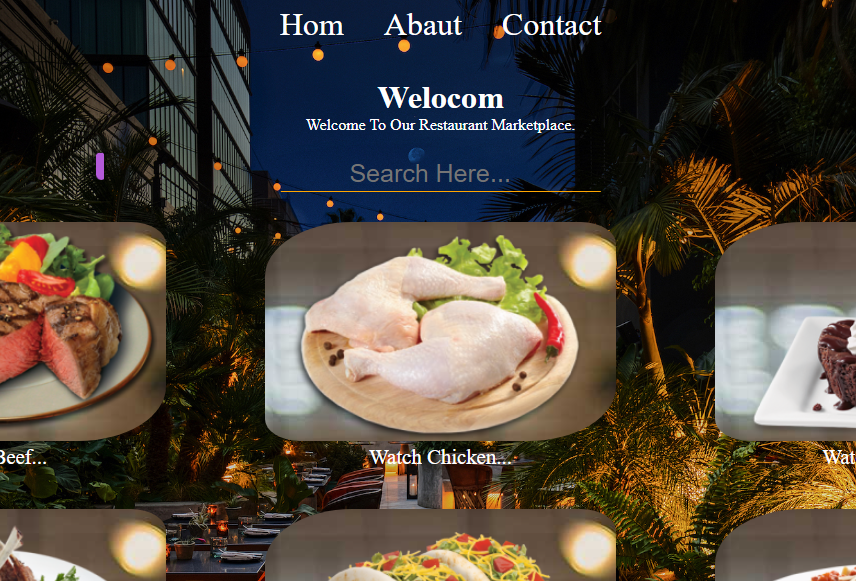 Hom Abaut Contact
Welocom
Welcome To Our Restaurant Marketplace.
Search Here...
Beef... Watch Chicken... Wat